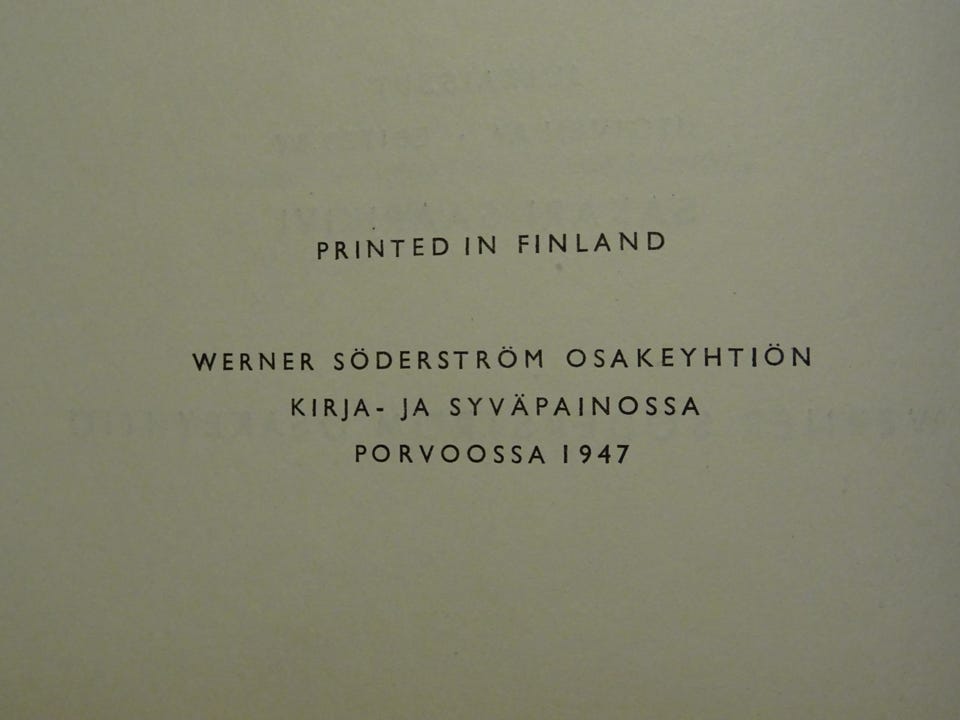 PRINTED IN FINLAND
WERNER SÖDERSTRÖM OSAKEYHTIÖN
KIRJA- JA SYVÄPAINOSSA
PORVOOSSA 1947